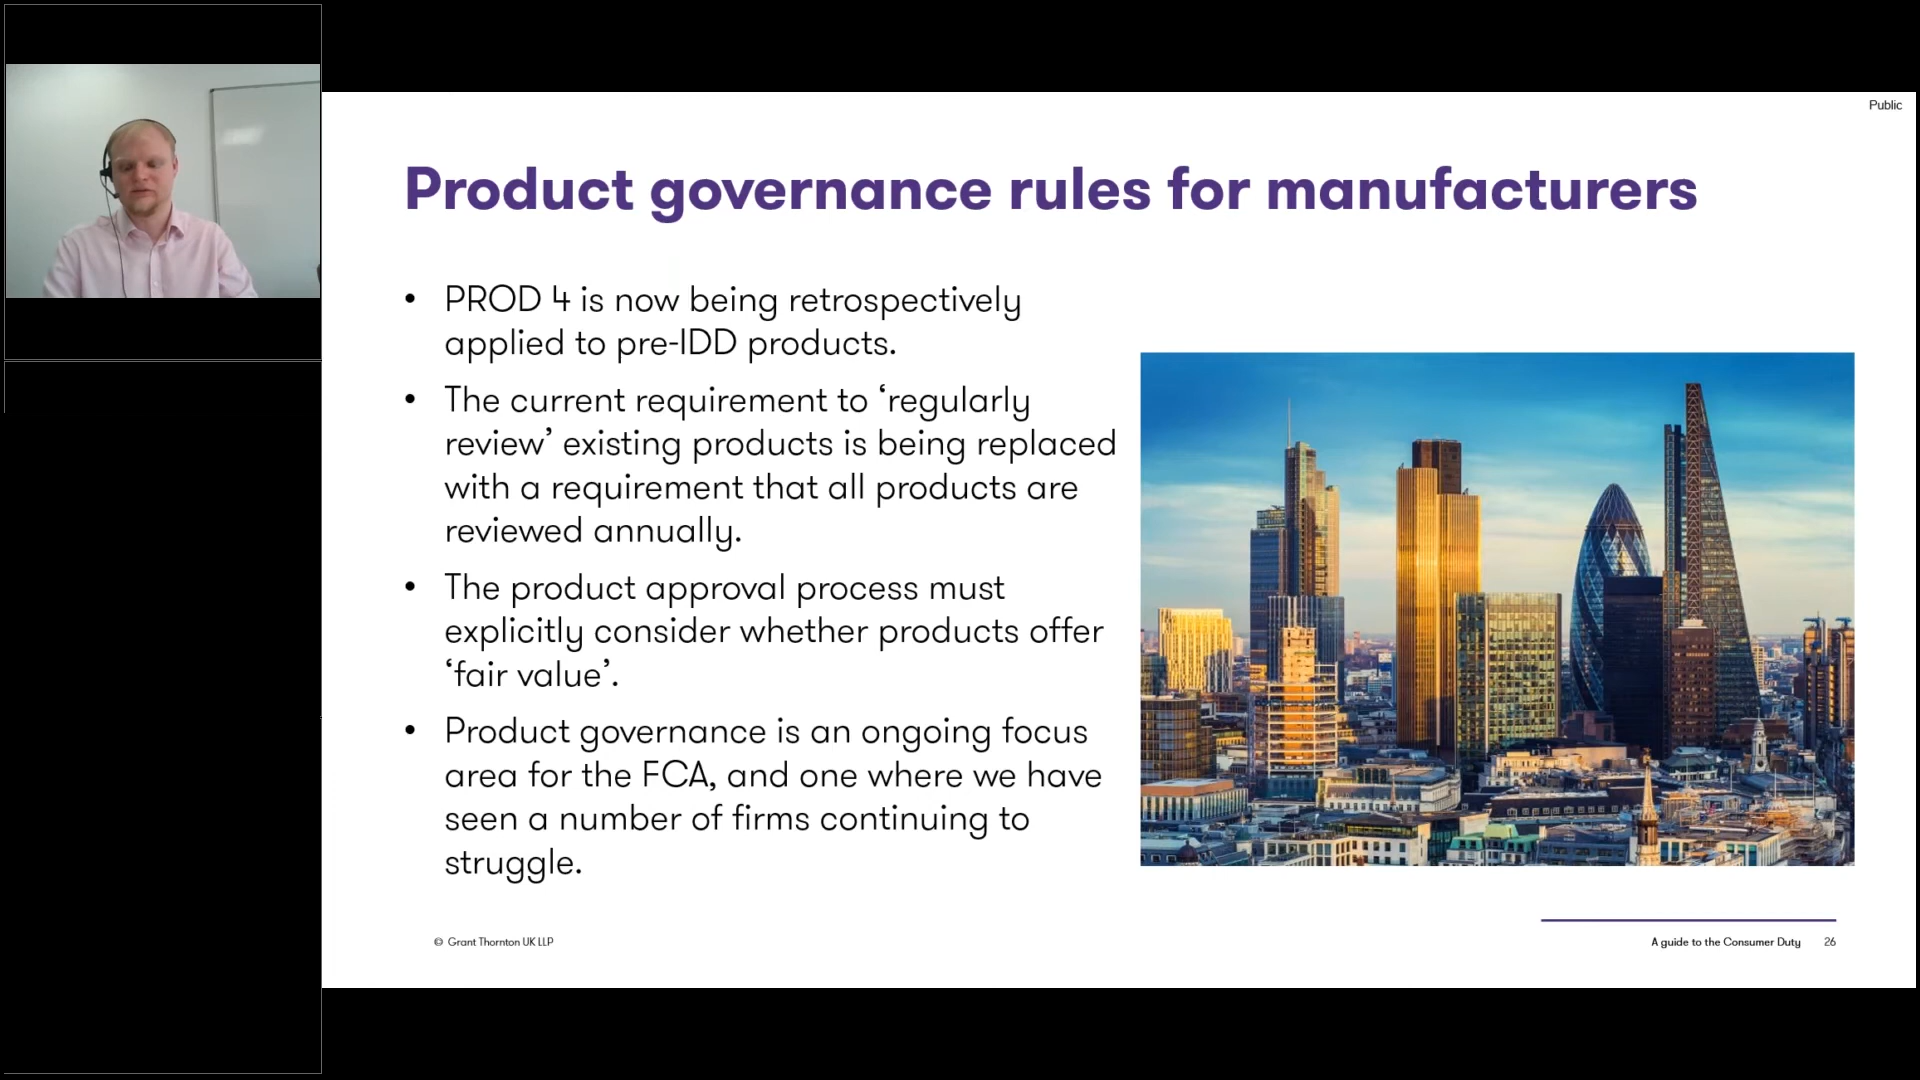 Public
Product governance rules for manufacturers
• PROD 4 is now being retrospectively
applied to pre-IDD products.
• The current requirement to ‘regularly
review’ existing products is being replaced
with a requirement that all products are
reviewed annually.
• The product approval process must
explicitly consider whether products offer
‘fair value’.
• Product governance is an ongoing focus
area for the FCA, and one where we have
seen a number of firms continuing to
struggle.
© Grant Thornton UK LLP
A guide to the Consumer Duty 26